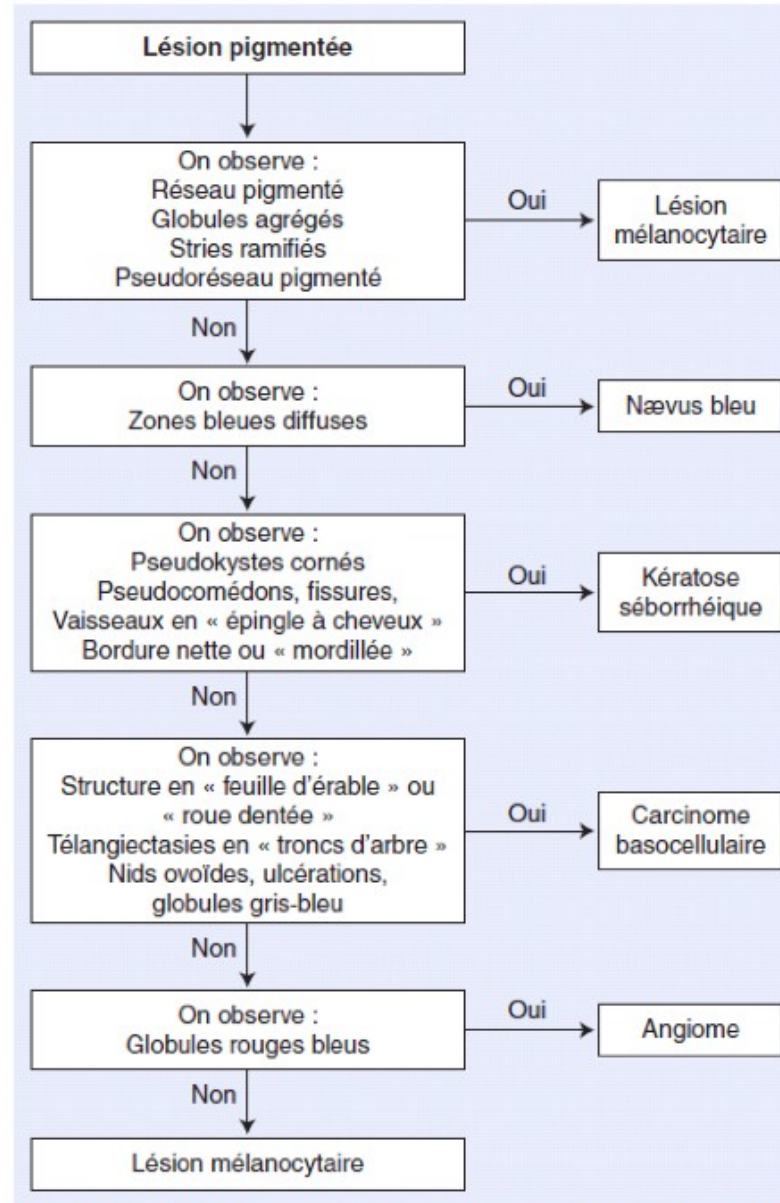 Lésion pigmentée
On observe :
Réseau pigmenté
Globules agrégés
Stries ramifiés
Pseudoréseau pigmenté
Oui
Lésion
mélanocytaire
Non
On observe :
Zones bleues diffuses
Oui
Nævus bleu
Non
On observe :
Pseudokystes cornés
Pseudocomédons, fissures,
Vaisseaux en « épingle à cheveux »
Bordure nette ou « mordillée »
Oui
Kératose
séborrhéique
Non
On observe :
Structure en « feuille d'érable » ou
« roue dentée »
Télangiectasies en « troncs d'arbre »
Nids ovoïdes, ulcérations,
globules gris-bleu
Oui
Carcinome
basocellulaire
Non
On observe :
Globules rouges bleus
Oui
Angiome
Non
Lésion mélanocytaire